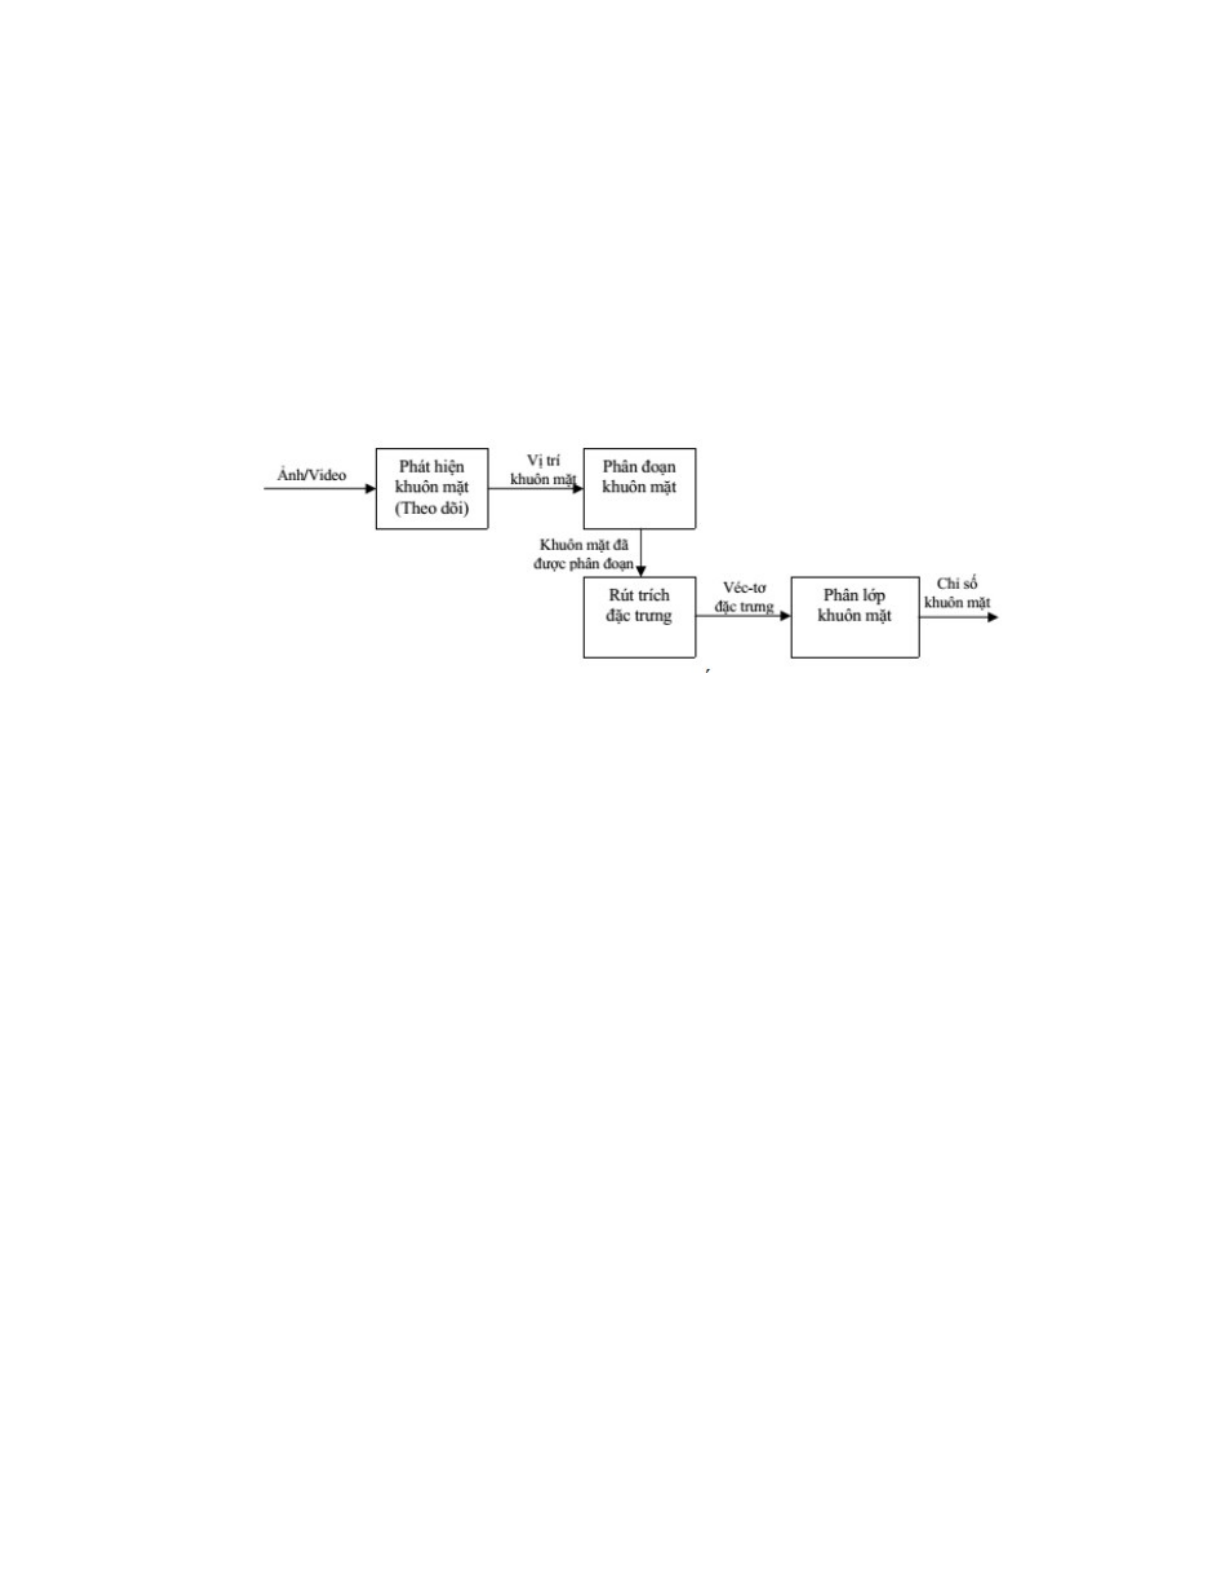 Ảnh/Video
Phát hiện
khuôn mặt
(Theo dõi)
Vị trí
khuôn mặt
Phân đoạn
khuôn mặt
Khuôn mặt đã
được phân đoạn
Rút trích
đặc trưng
Véc-tơ
đặc trưng
Phân lớp
khuôn mặt
Chỉ số
khuôn mặt